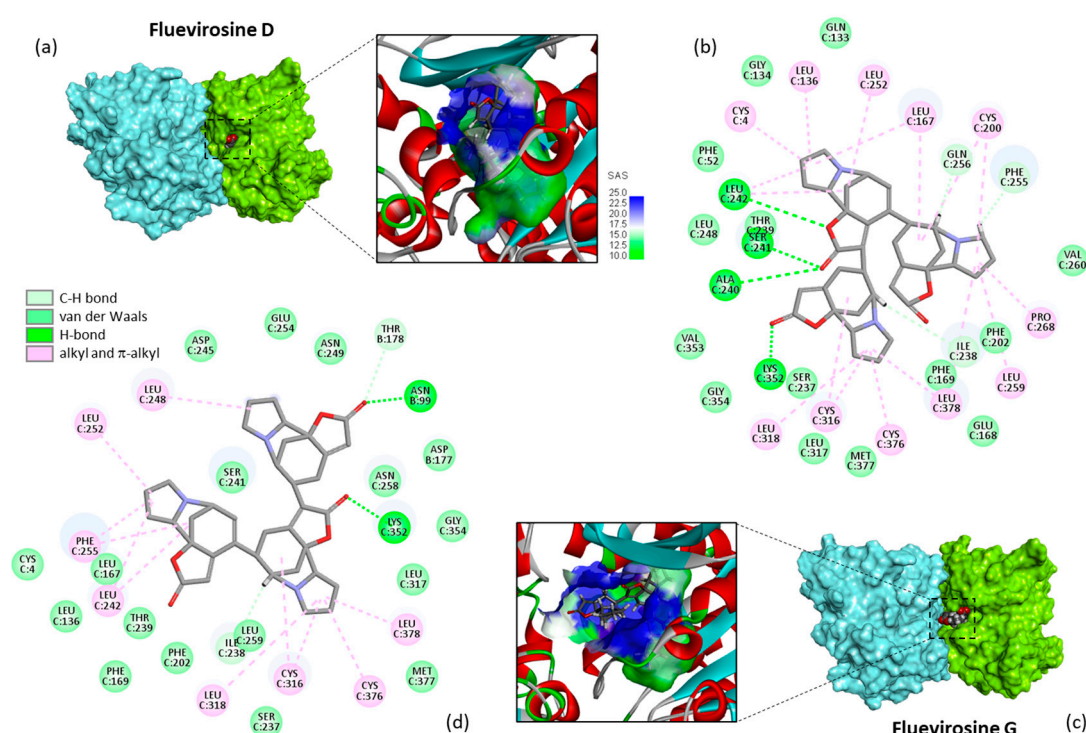 Fluevirosine D
(a)
SAS
25.0
22.5
20.0
17.5
15.0
12.5
10.0
(b)
GLN
C:133
GLY
C:134
LEU
C:136
LEU
C:252
CYS
C:4
LEU
C:167
CYS
C:200
GLN
C:256
PHE
C:255
PHE
C:52
LEU
C:242
LEU
C:248
THR
C:239
SER
C:241
ALA
C:240
VAL
C:260
PRO
C:268
VAL
C:353
LYS
C:352
ILE
C:238
PHE
C:202
PHE
C:169
LEU
C:259
GLY
C:354
SER
C:237
LEU
C:378
LEU
C:318
CYS
C:316
CYS
C:376
GLU
C:168
LEU
C:317
MET
C:377
C-H bond
van der Waals
H-bond
alkyl and π-alkyl
GLU
C:254
ASP
C:245
ASN
C:249
THR
B:178
LEU
C:248
ASN
B:99
LEU
C:252
ASP
B:177
SER
C:241
ASN
C:258
LYS
C:352
GLY
C:354
PHE
C:255
CYS
C:4
LEU
C:167
LEU
C:242
LEU
C:317
LEU
C:136
THR
C:239
LEU
C:259
ILE
C:238
LEU
C:378
PHE
C:202
PHE
C:169
CYS
C:316
MET
C:377
LEU
C:318
CYS
C:376
SER
C:237
(d)
Fluevirosine G
(c)